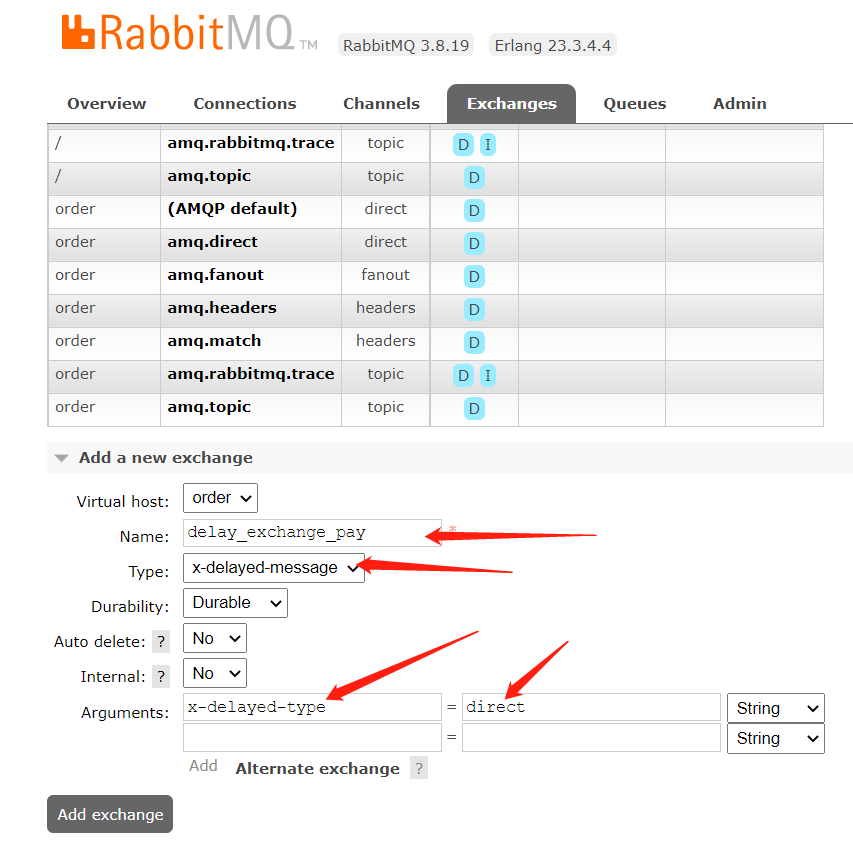 RabbitMQ TM RabbitMQ 3.8.19 Erlang 23.3.4.4
Overview Connections Channels Exchanges Queues Admin
/ amq.rabbitmq.trace topic D I
/ amq.topic topic D
order (AMQP default) direct D
order amq.direct direct D
order amq.fanout fanout D
order amq.headers headers D
order amq.match headers D
order amq.rabbitmq.trace topic D I
order amq.topic topic D
Add a new exchange
Virtual host: order
Name: delay_exchange_pay *
Type: x-delayed-message
Durability: Durable
Auto delete: ? No
Internal: ? No
Arguments: x-delayed-type = direct String
= String
Add Alternate exchange ?
Add exchange